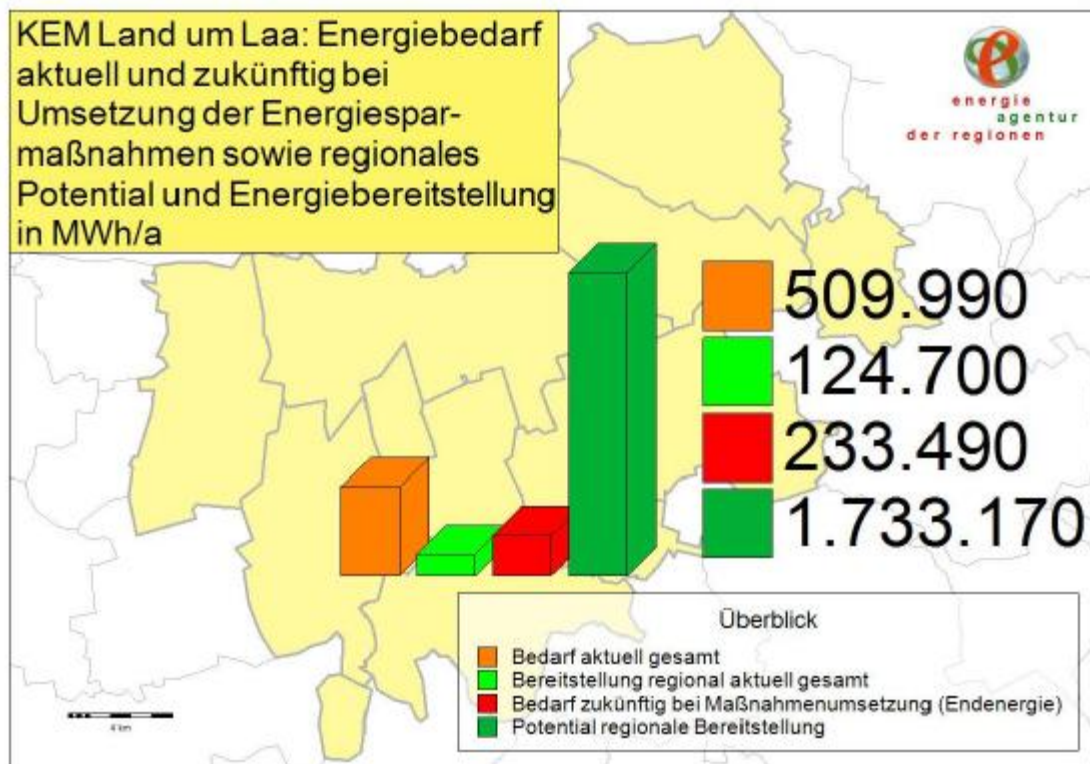 KEM Land um Laa: Energiebedarf
aktuell und zukünftig bei
Umsetzung der Energiespar-
maßnahmen sowie regionales
Potential und Energiebereitstellung
in MWh/a
energie
agentur
der regionen
509.990
124.700
233.490
1.733.170
Überblick
Bedarf aktuell gesamt
Bereitstellung regional aktuell gesamt
Bedarf zukünftig bei Maßnahmenumsetzung (Endenergie)
Potential regionale Bereitstellung
4 km